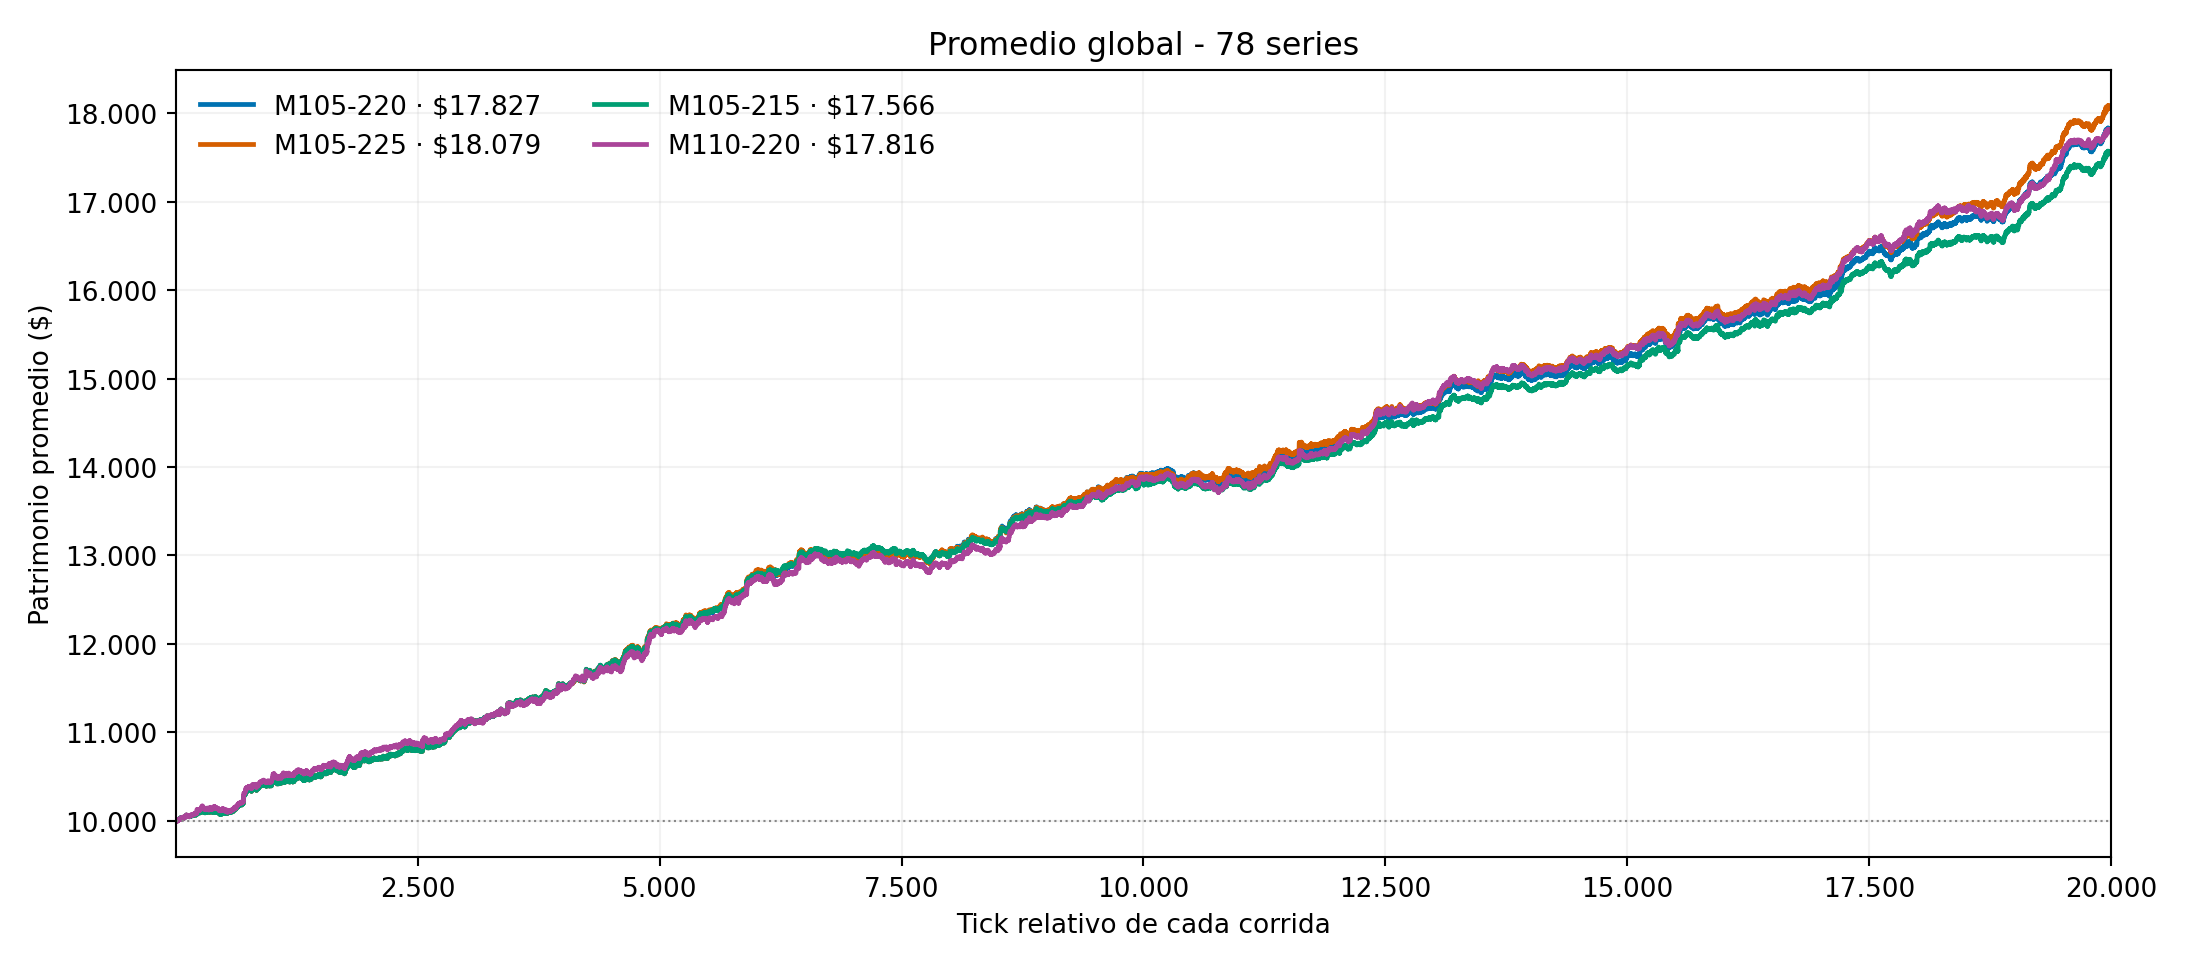 Promedio global - 78 series
M105-220 · $17.827
M105-225 · $18.079
M105-215 · $17.566
M110-220 · $17.816
Patrimonio promedio ($)
18.000
17.000
16.000
15.000
14.000
13.000
12.000
11.000
10.000
2.500
5.000
7.500
10.000
12.500
15.000
17.500
20.000
Tick relativo de cada corrida